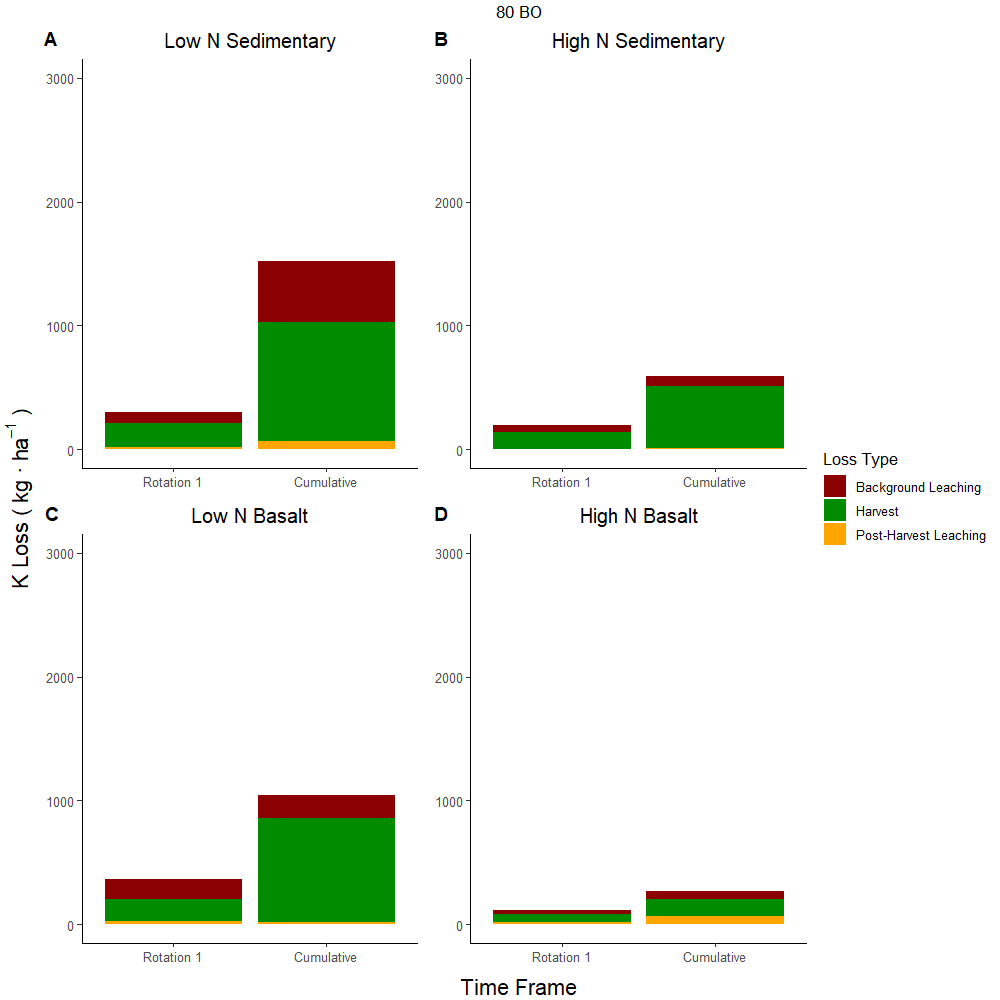 80 BO
A Low N Sedimentary
B High N Sedimentary
3000
2000
1000
0
Rotation 1 Cumulative
3000
2000
1000
0
Rotation 1 Cumulative
C Low N Basalt
D High N Basalt
3000
2000
1000
0
Rotation 1 Cumulative
3000
2000
1000
0
Rotation 1 Cumulative
K Loss ( kg · ha⁻¹ )
Time Frame
Loss Type
Background Leaching
Harvest
Post-Harvest Leaching